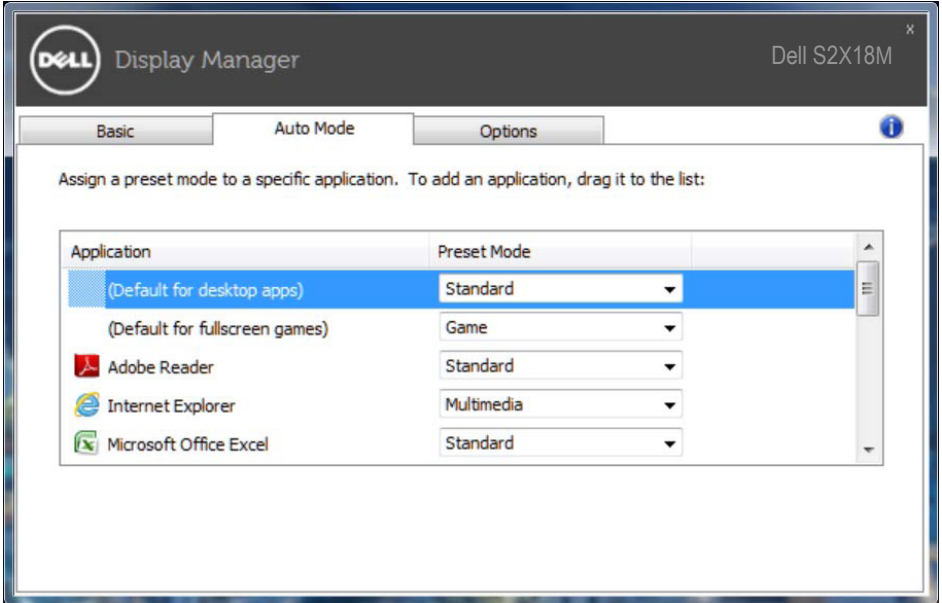 x
DELL Display Manager Dell S2X18M
Basic Auto Mode Options
Assign a preset mode to a specific application. To add an application, drag it to the list:
Application Preset Mode
(Default for desktop apps) Standard
(Default for fullscreen games) Game
Adobe Reader Standard
Internet Explorer Multimedia
Microsoft Office Excel Standard